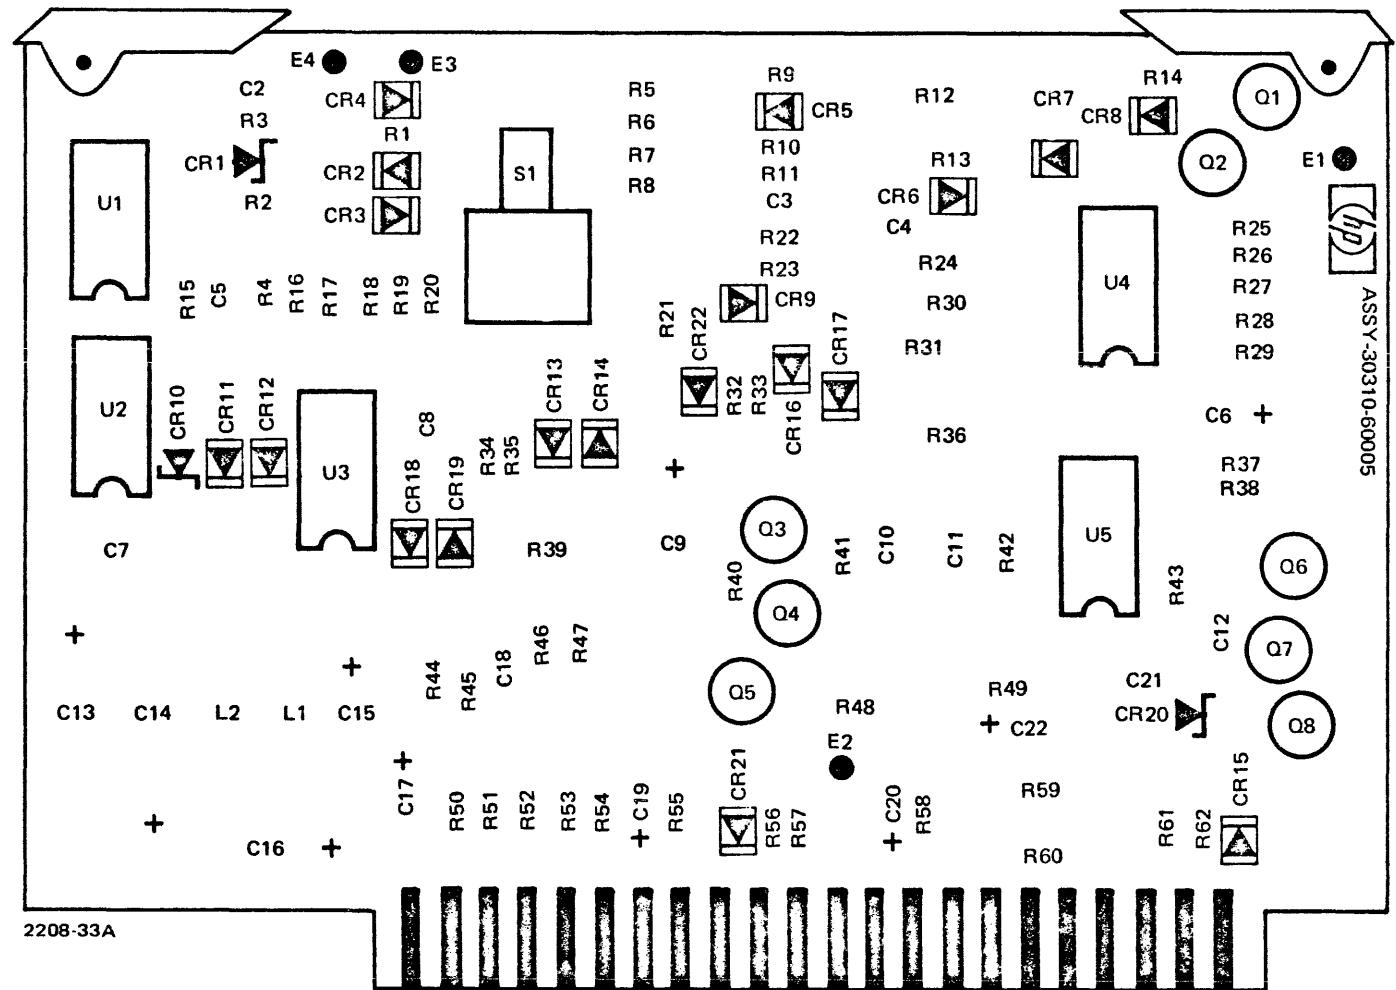 E4
E3
C2
CR4
R3
R1
CR1
CR2
R2
CR3
U1
S1
R5
R6
R7
R8
R9
CR5
R10
R11
C3
R22
R23
CR9
R12
R13
CR6
C4
R24
R30
R31
CR7
CR8
R14
Q1
Q2
E1
hp
U4
R25
R26
R27
R28
R29
ASSY-30310-60005
R15
C5
R4
R16
R17
R18
R19
R20
R21
CR22
CR17
R32
R33
CR16
U2
CR10
CR11
CR12
U3
C8
CR18
CR19
R34
R35
CR13
CR14
R36
C6
+
R37
R38
+
C7
R39
C9
Q3
R40
Q4
R41
C10
C11
R42
U5
R43
Q6
C12
Q7
+
+
R44
R45
C18
R46
R47
Q5
R48
E2
R49
+
C22
C21
CR20
Q8
C13
C14
L2
L1
C15
+
C17
R50
R51
R52
R53
R54
C19
+
R55
CR21
R56
R57
C20
+
R58
R59
R60
R61
R62
CR15
+
C16
+
2208-33A